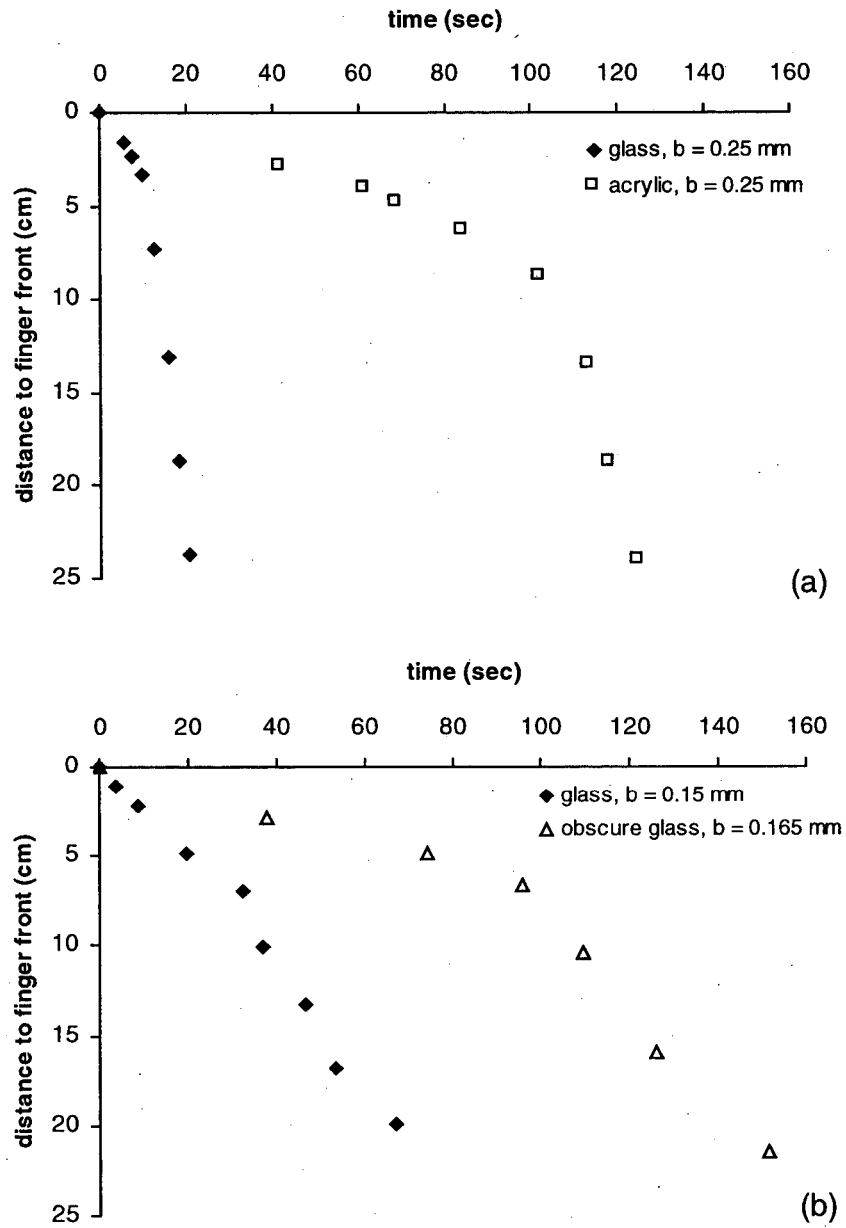 time (sec)
0 20 40 60 80 100 120 140 160
0
5
10
15
20
25
distance to finger front (cm)
glass, b = 0.25 mm
acrylic, b = 0.25 mm
(a)
time (sec)
0 20 40 60 80 100 120 140 160
0
5
10
15
20
25
distance to finger front (cm)
glass, b = 0.15 mm
obscure glass, b = 0.165 mm
(b)